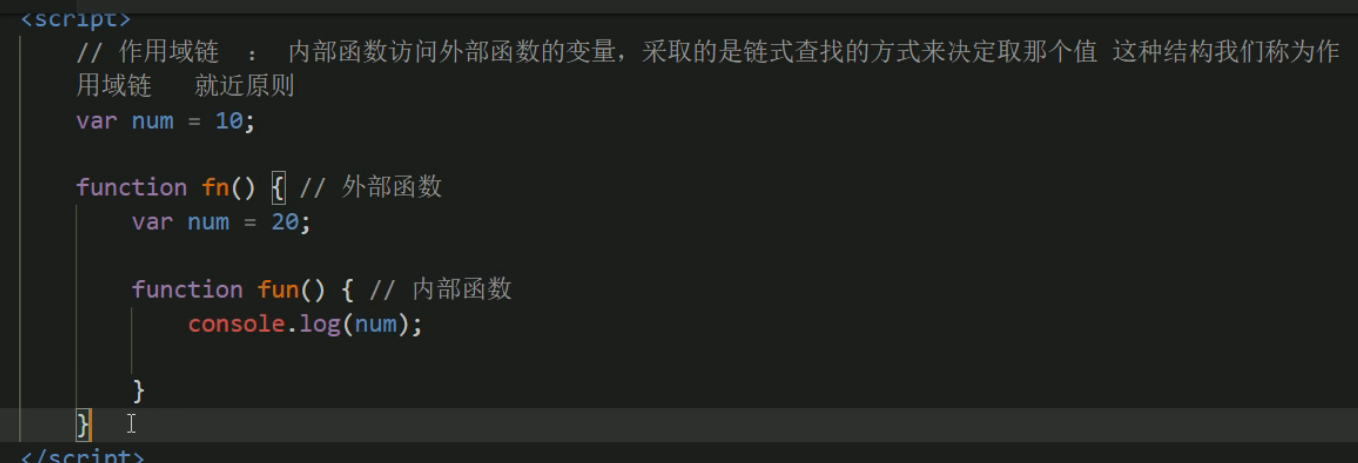 <script>
// 作用域链 ： 内部函数访问外部函数的变量，采取的是链式查找的方式来决定取那个值 这种结构我们称为作
用域链 就近原则
var num = 10;
function fn() { // 外部函数
var num = 20;
function fun() { // 内部函数
console.log(num);
}
}
</script>